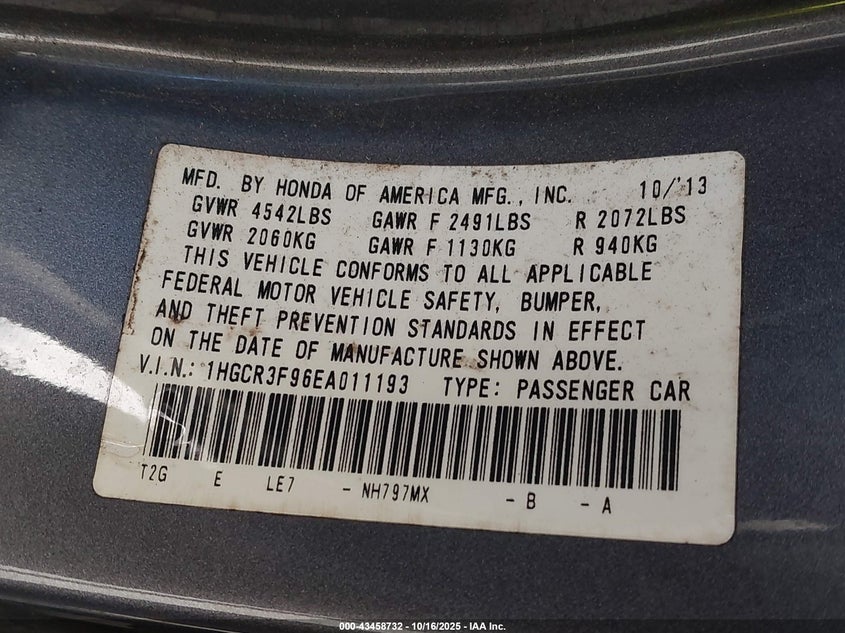 MFD. BY HONDA OF AMERICA MFG., INC. 10/'13
GVWR 4542LBS GAWR F 2491LBS R 2072LBS
GVWR 2060KG GAWR F 1130KG R 940KG
THIS VEHICLE CONFORMS TO ALL APPLICABLE
FEDERAL MOTOR VEHICLE SAFETY, BUMPER,
AND THEFT PREVENTION STANDARDS IN EFFECT
ON THE DATE OF MANUFACTURE SHOWN ABOVE.
V.I.N.: 1HGCR3F96EA011193 TYPE: PASSENGER CAR
T2G E LE7 - NH797MX - B - A
000-43458732 - 10/16/2025 - IAA Inc.